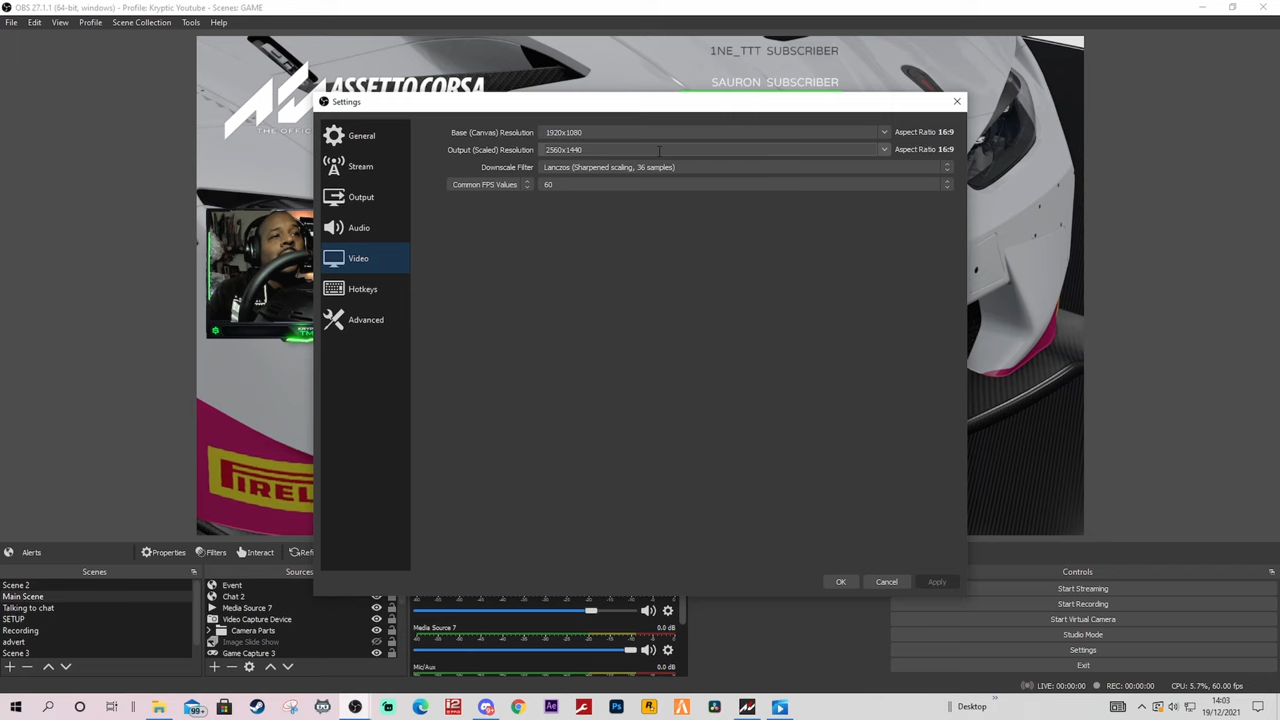 OBS 27.1.1 (64-bit, windows) - Profile: Kryptic Youtube - Scenes: GAME
File Edit View Profile Scene Collection Tools Help
1NE_TTT SUBSCRIBER
SAURON SUBSCRIBER
ASSETTO CORSA
Settings
General
Stream
Output
Audio
Video
Hotkeys
Advanced
Base (Canvas) Resolution 1920x1080 Aspect Ratio 16:9
Output (Scaled) Resolution 2560x1440 Aspect Ratio 16:9
Downscale Filter Lanczos (Sharpened scaling, 36 samples)
Common FPS Values 60
OK Cancel Apply
Alerts Properties Filters Interact
Scenes
Scene 2
Main Scene
Talking to chat
SETUP
Recording
advert
Scene 3
Sources
Event
Chat 2
Media Source 7
Video Capture Device
Camera Parts
Image Slide Show
Game Capture 3
Media Source 7 0.0 dB
Mic/Aux 0.0 dB
Controls
Start Streaming
Start Recording
Start Virtual Camera
Studio Mode
Settings
Exit
LIVE: 00:00:00 REC: 00:00:00 CPU: 5.7%, 60.00 fps
99+
Ae
Ps
Desktop
14:03
19/12/2021